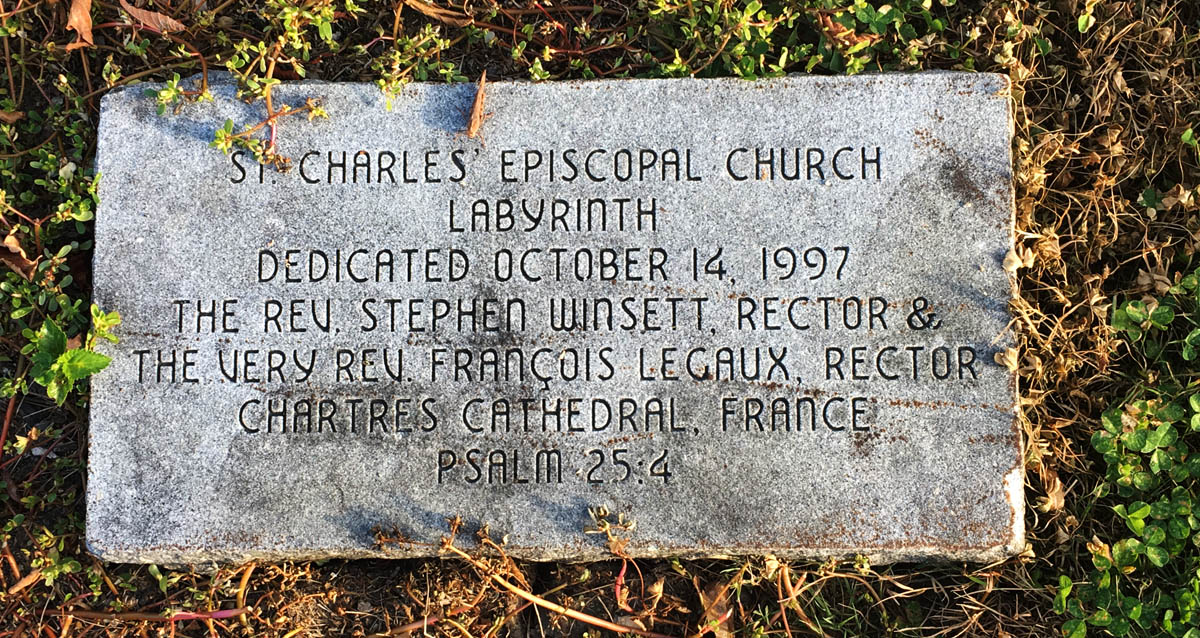 ST. CHARLES' EPISCOPAL CHURCH
LABYRINTH
DEDICATED OCTOBER 14, 1997
THE REV. STEPHEN WINSETT, RECTOR &
THE VERY REV. FRANÇOIS LEGAUX, RECTOR
CHARTRES CATHEDRAL, FRANCE
PSALM 25:4